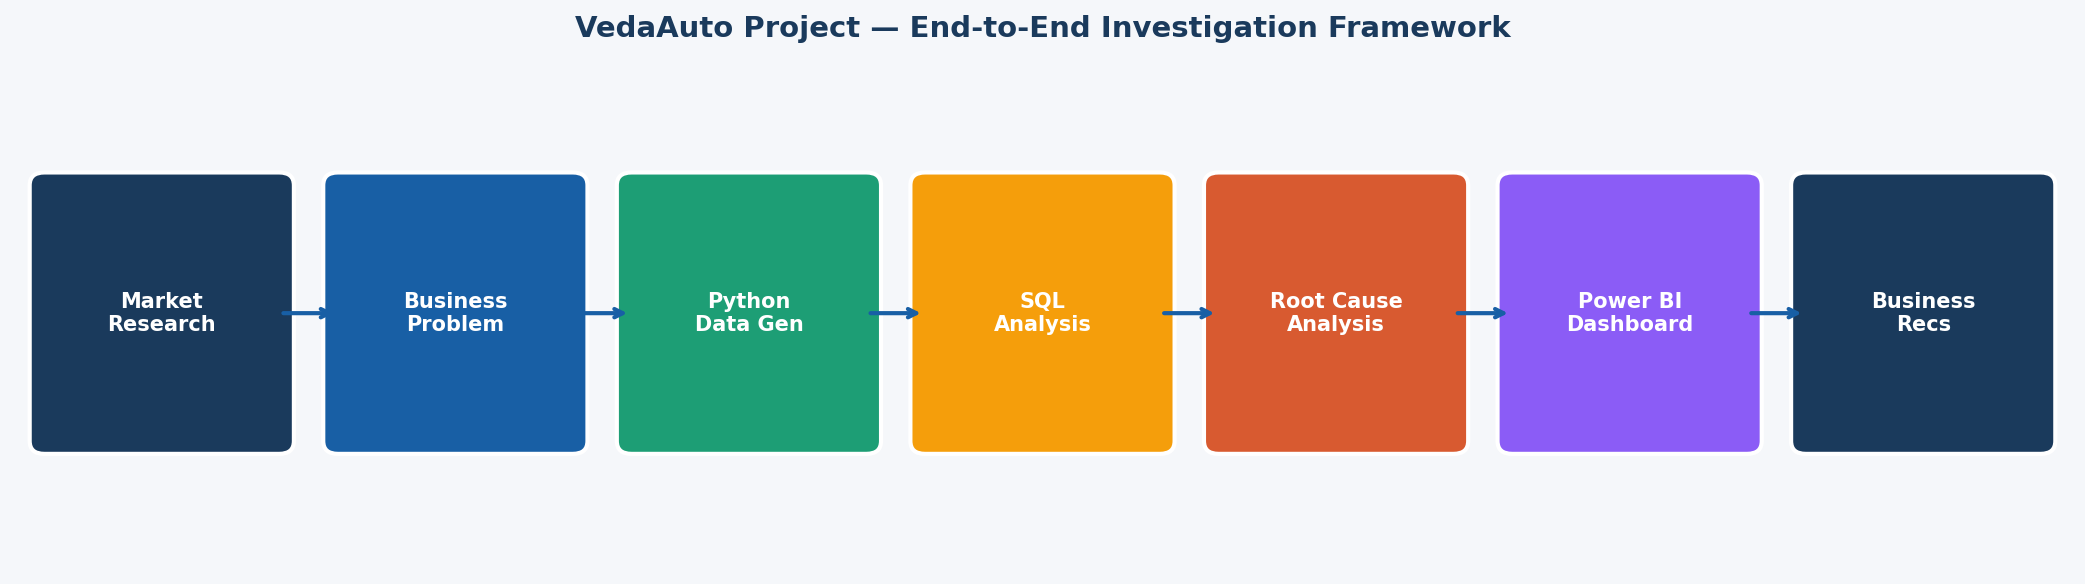 VedaAuto Project — End-to-End Investigation Framework
Market
Research
Business
Problem
Python
Data Gen
SQL
Analysis
Root Cause
Analysis
Power BI
Dashboard
Business
Recs